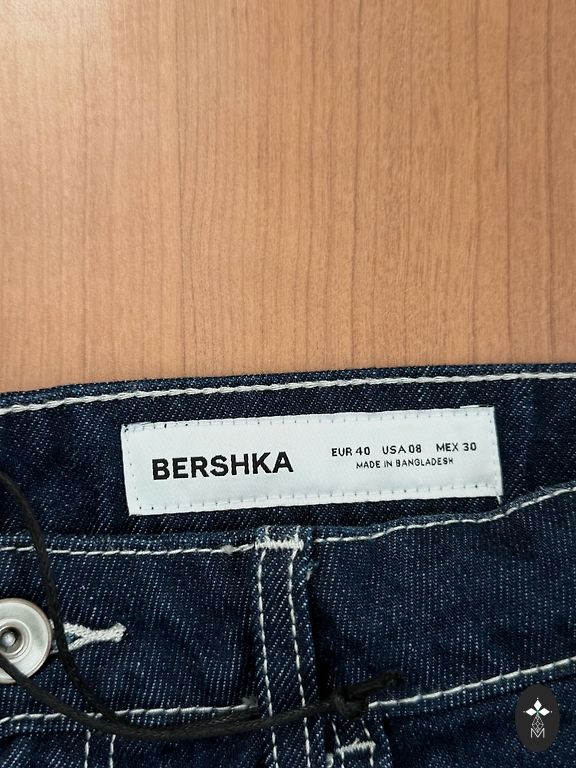 BERSHKA
EUR 40 USA 08 MEX 30
MADE IN BANGLADESH
M